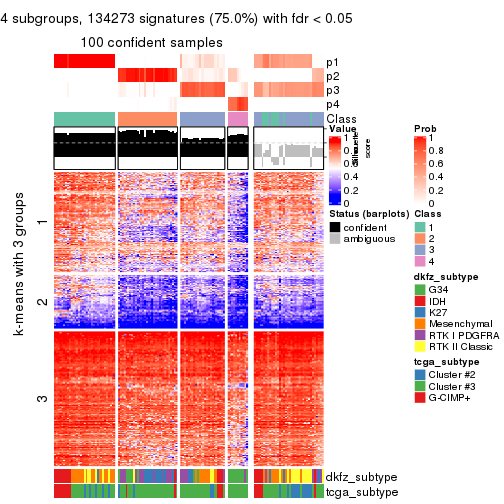 4 subgroups, 134273 signatures (75.0%) with fdr < 0.05
100 confident samples
p1
p2
p3
p4
Class
k-means with 3 groups
1
2
3
Silhouette
score
Value
1
0.8
0.6
0.4
0.2
0
Status (barplots)
confident
ambiguous
Prob
1
0.8
0.6
0.4
0.2
0
Class
1
2
3
4
dkfz_subtype
G34
IDH
K27
Mesenchymal
RTK I PDGFRA
RTK II Classic
tcga_subtype
Cluster #2
Cluster #3
G-CIMP+
dkfz_subtype
tcga_subtype